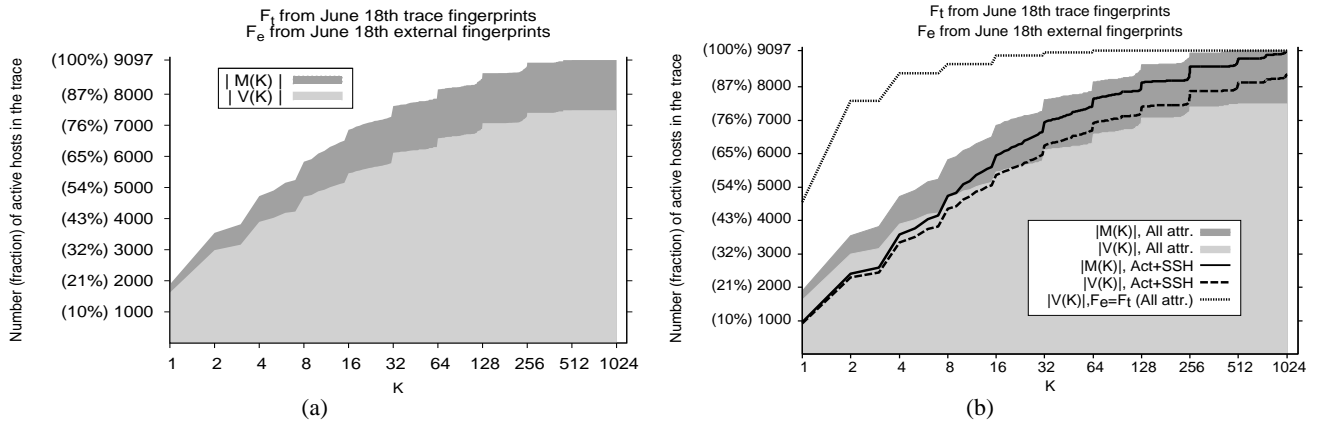 F_t from June 18th trace fingerprints
F_e from June 18th external fingerprints
Number (fraction) of active hosts in the trace
(100%) 9097
(87%) 8000
(76%) 7000
(65%) 6000
(54%) 5000
(43%) 4000
(32%) 3000
(21%) 2000
(10%) 1000
| M(K) |
| V(K) |
1 2 4 8 16 32 64 128 256 512 1024
K
(a)
F_t from June 18th trace fingerprints
F_e from June 18th external fingerprints
Number (fraction) of active hosts in the trace
(100%) 9097
(87%) 8000
(76%) 7000
(65%) 6000
(54%) 5000
(43%) 4000
(32%) 3000
(21%) 2000
(10%) 1000
|M(K)|, All attr.
|V(K)|, All attr.
|M(K)|, Act+SSH
|V(K)|, Act+SSH
|V(K)|,F_e=F_t (All attr.)
1 2 4 8 16 32 64 128 256 512 1024
K
(b)